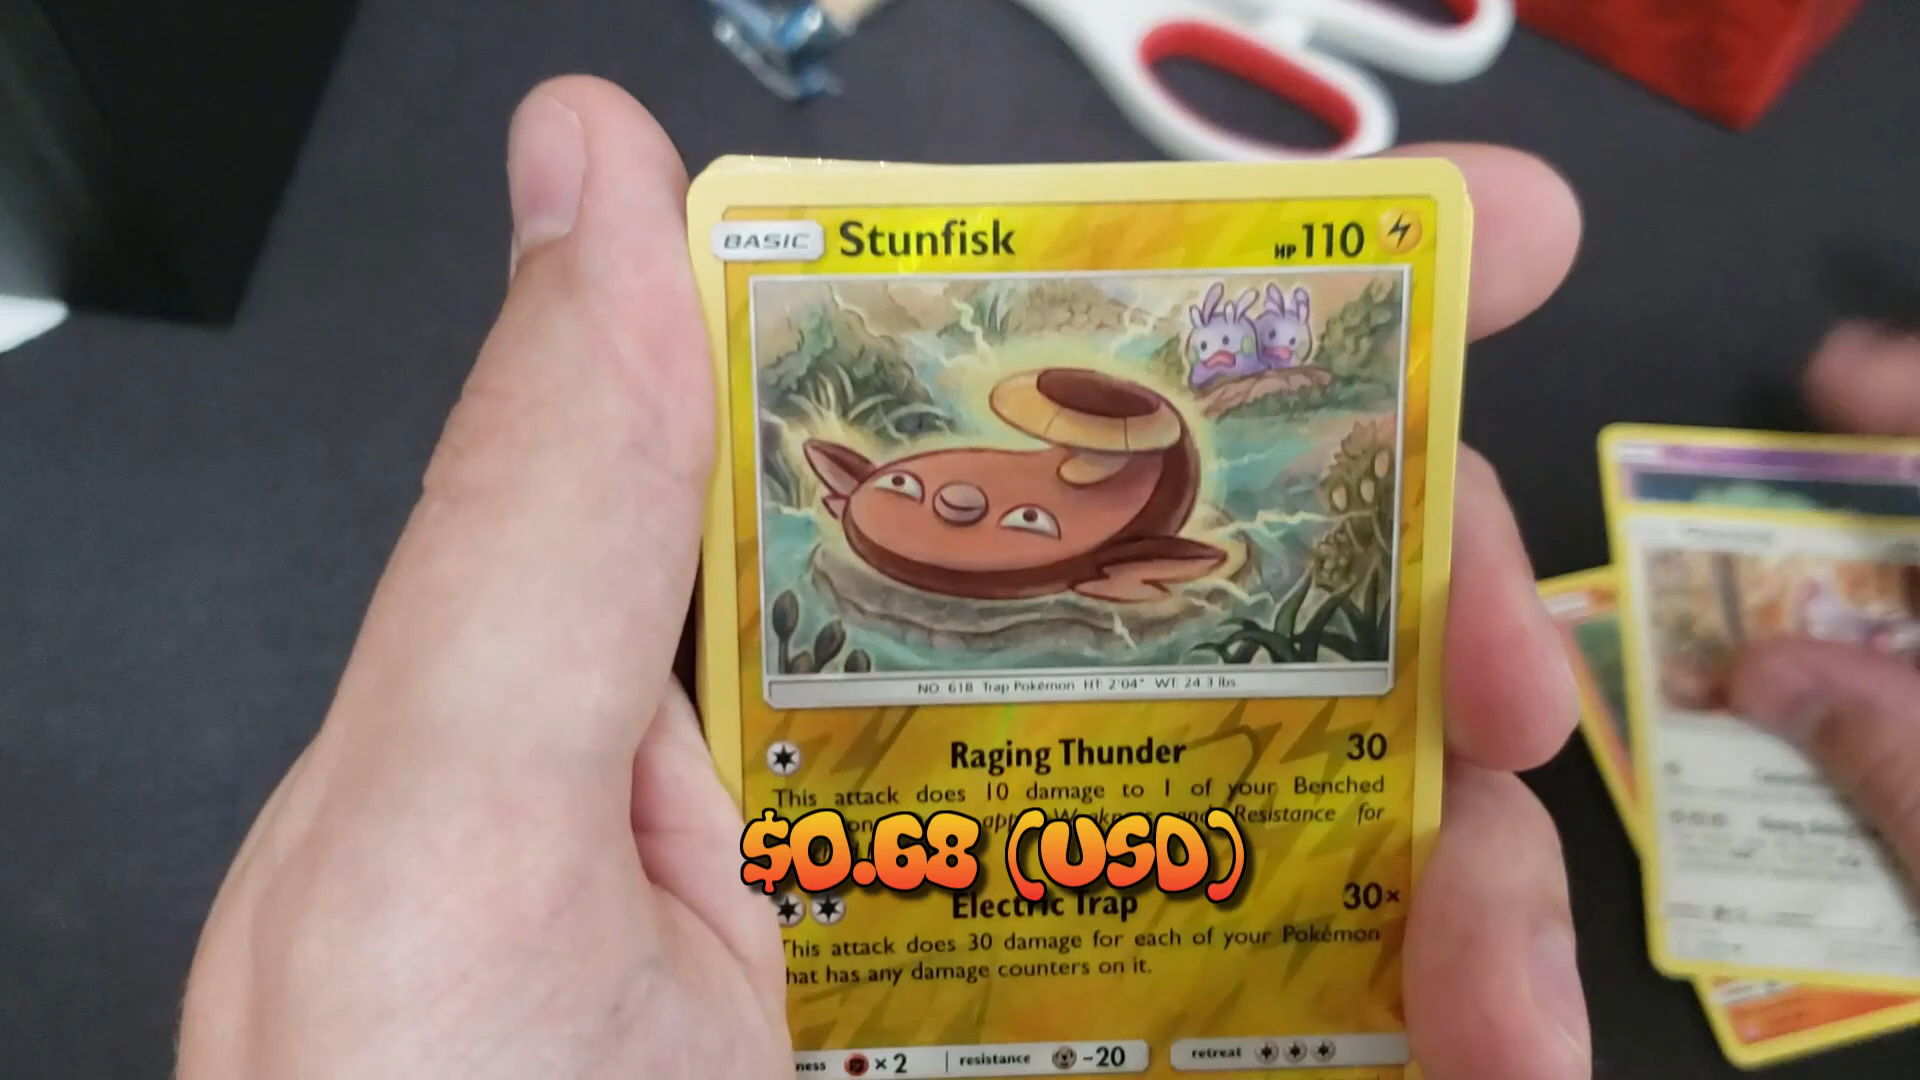 BASIC Stunfisk HP 110
NO. 618 Trap Pokémon HT: 2'04" WT: 24.3 lbs.
Raging Thunder 30
This attack does 10 damage to 1 of your Benched
Resistance for
$0.68 (USD)
Electric Trap 30×
This attack does 30 damage for each of your Pokémon
hat has any damage counters on it.
ness × 2 resistance -20 retreat